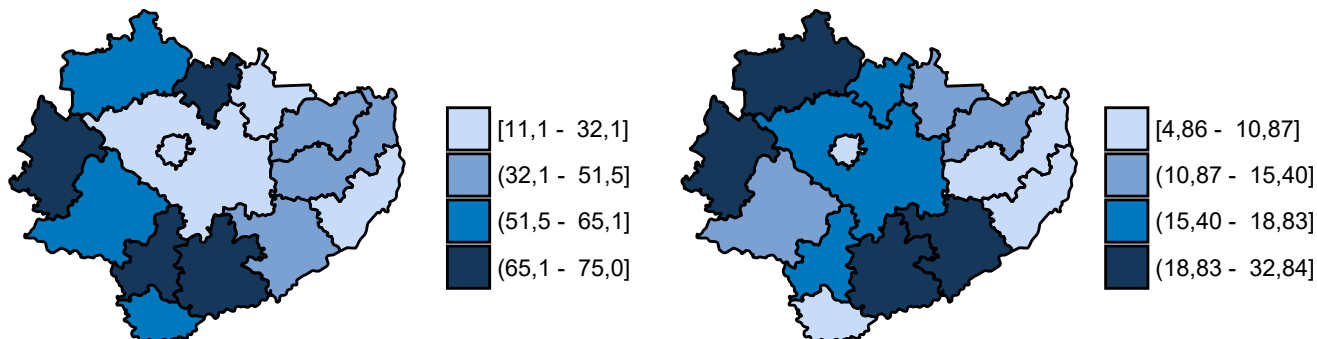 [11,1 - 32,1]
(32,1 - 51,5]
(51,5 - 65,1]
(65,1 - 75,0]
[4,86 - 10,87]
(10,87 - 15,40]
(15,40 - 18,83]
(18,83 - 32,84]